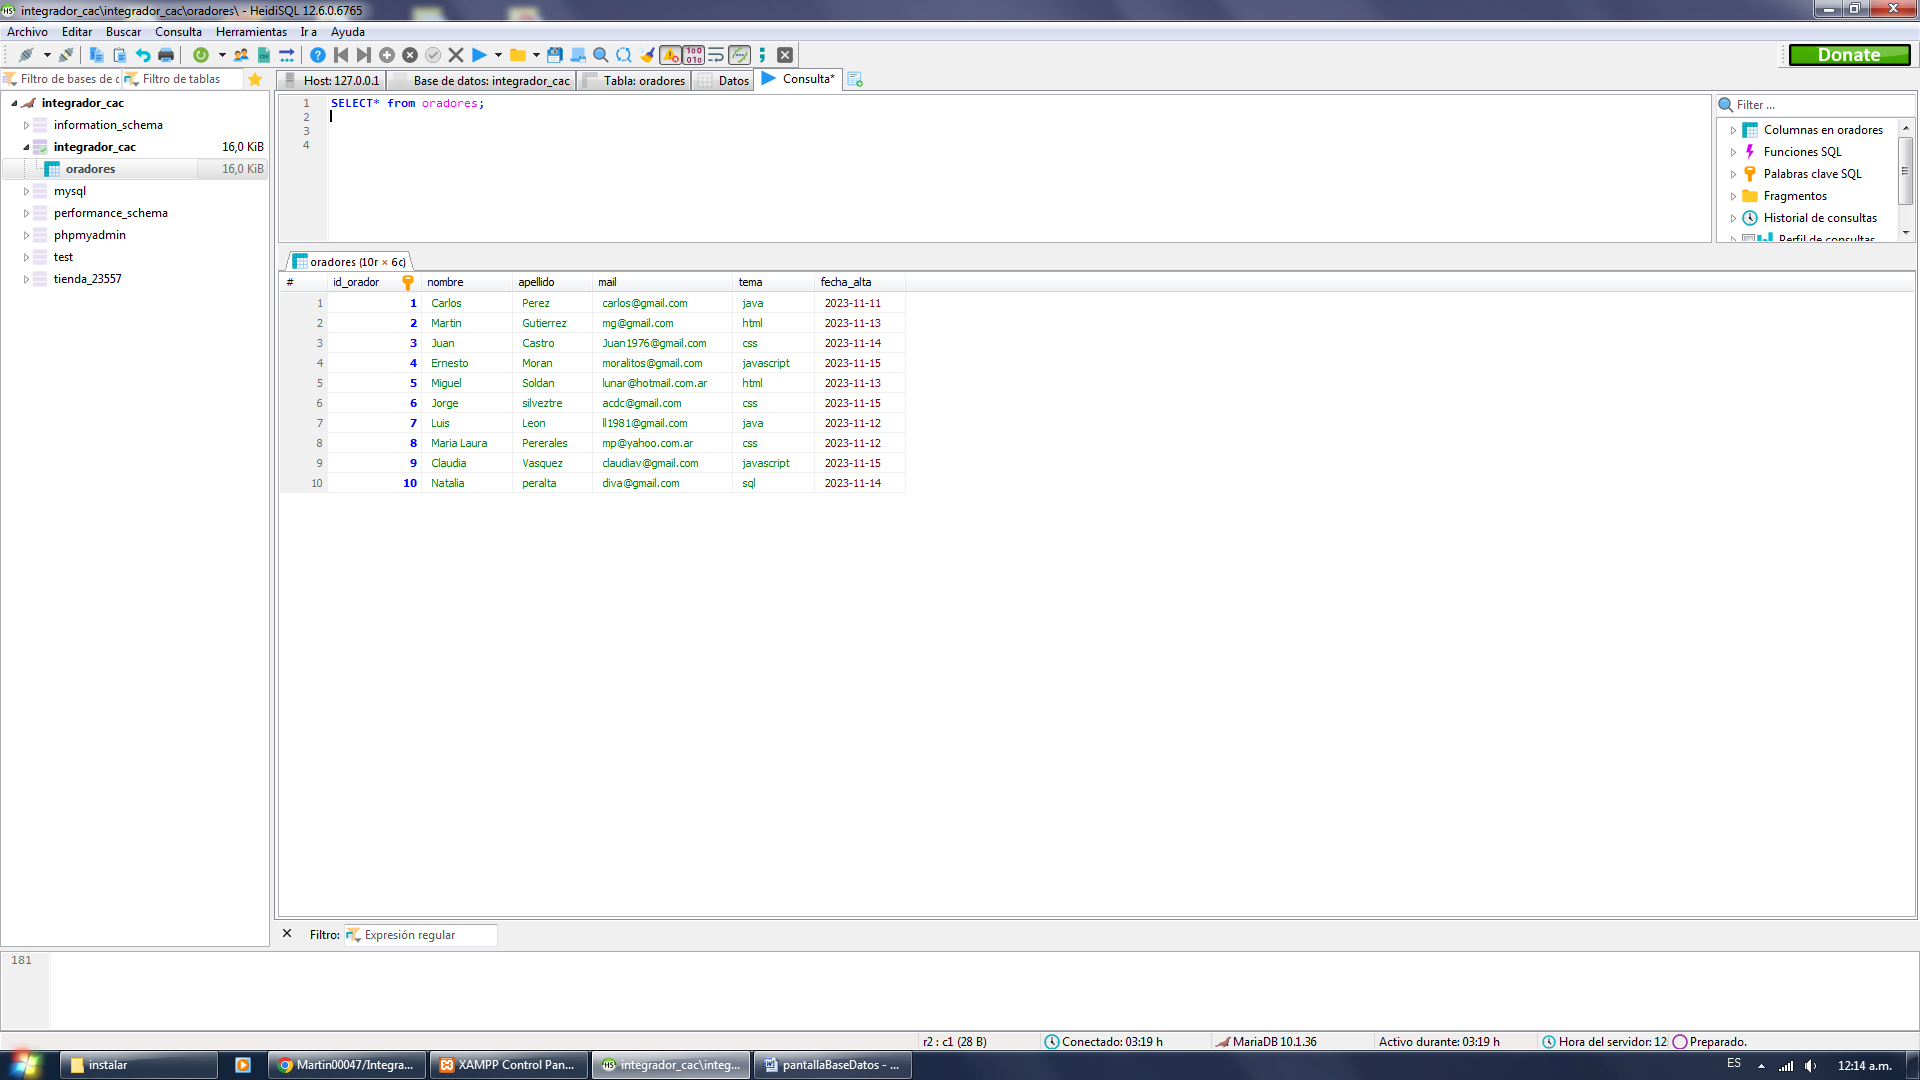 integrador_cac\integrador_cac\oradores\ - HeidiSQL 12.6.0.6765
Archivo Editar Buscar Consulta Herramientas Ir a Ayuda
Donate
Filtro de bases de c Filtro de tablas
Host: 127.0.0.1 Base de datos: integrador_cac Tabla: oradores Datos Consulta*
integrador_cac
information_schema
integrador_cac 16,0 KiB
oradores 16,0 KiB
mysql
performance_schema
phpmyadmin
test
tienda_23557
1 SELECT* from oradores;
2
3
4
Filter ...
Columnas en oradores
Funciones SQL
Palabras clave SQL
Fragmentos
Historial de consultas
Perfil de consultas
oradores (10r × 6c)
# id_orador nombre apellido mail tema fecha_alta
1 1 Carlos Perez carlos@gmail.com java 2023-11-11
2 2 Martin Gutierrez mg@gmail.com html 2023-11-13
3 3 Juan Castro Juan1976@gmail.com css 2023-11-14
4 4 Ernesto Moran moralitos@gmail.com javascript 2023-11-15
5 5 Miguel Soldan lunar@hotmail.com.ar html 2023-11-13
6 6 Jorge silveztre acdc@gmail.com css 2023-11-15
7 7 Luis Leon ll1981@gmail.com java 2023-11-12
8 8 Maria Laura Pererales mp@yahoo.com.ar css 2023-11-12
9 9 Claudia Vasquez claudiav@gmail.com javascript 2023-11-15
10 10 Natalia peralta diva@gmail.com sql 2023-11-14
Filtro: Expresión regular
181
r2 : c1 (28 B) Conectado: 03:19 h MariaDB 10.1.36 Activo durante: 03:19 h Hora del servidor: 12 Preparado.
instalar Martin00047/Integra... XAMPP Control Pan... integrador_cac\integ... pantallaBaseDatos - ... ES 12:14 a.m.